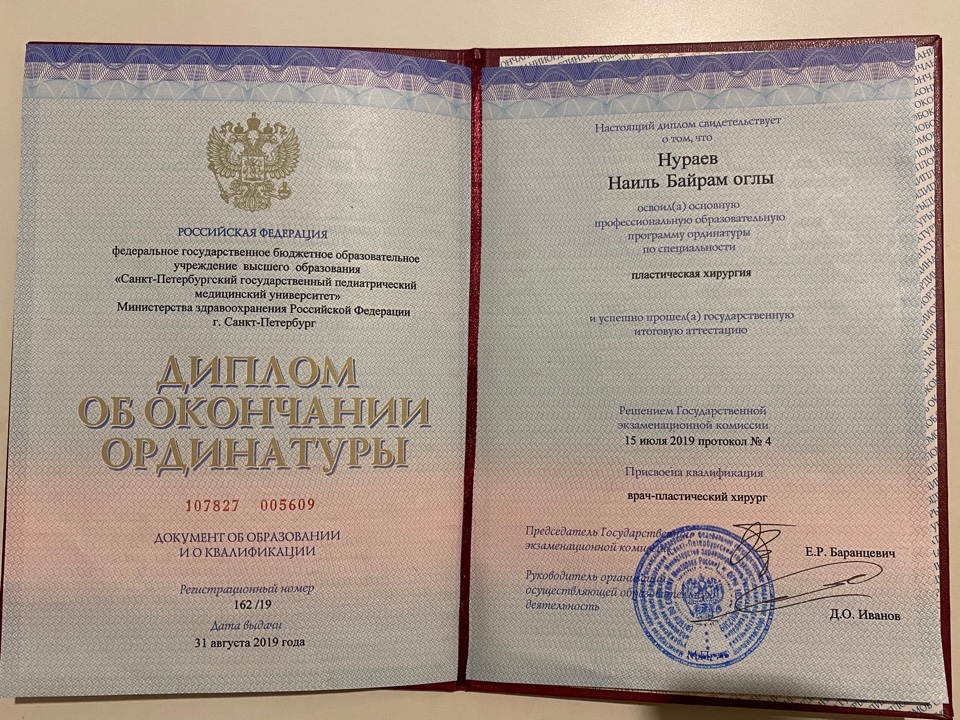 РОССИЙСКАЯ ФЕДЕРАЦИЯ
федеральное государственное бюджетное образовательное
учреждение высшего образования
«Санкт-Петербургский государственный педиатрический
медицинский университет»
Министерства здравоохранения Российской Федерации
г. Санкт-Петербург
ДИПЛОМ
ОБ ОКОНЧАНИИ
ОРДИНАТУРЫ
107827 005609
ДОКУМЕНТ ОБ ОБРАЗОВАНИИ
И О КВАЛИФИКАЦИИ
Регистрационный номер
162 /19
Дата выдачи
31 августа 2019 года
Настоящий диплом свидетельствует
о том, что
Нураев
Наиль Байрам оглы
освоил(а) основную
профессиональную образовательную
программу ординатуры
по специальности
пластическая хирургия
и успешно прошел(а) государственную
итоговую аттестацию
Решением Государственной
экзаменационной комиссии
15 июля 2019 протокол № 4
Присвоена квалификация
врач-пластический хирург
Председатель Государственной
экзаменационной комиссии
Е.Р. Баранцевич
Руководитель организации,
осуществляющей образовательную
деятельность
Д.О. Иванов
М.П.